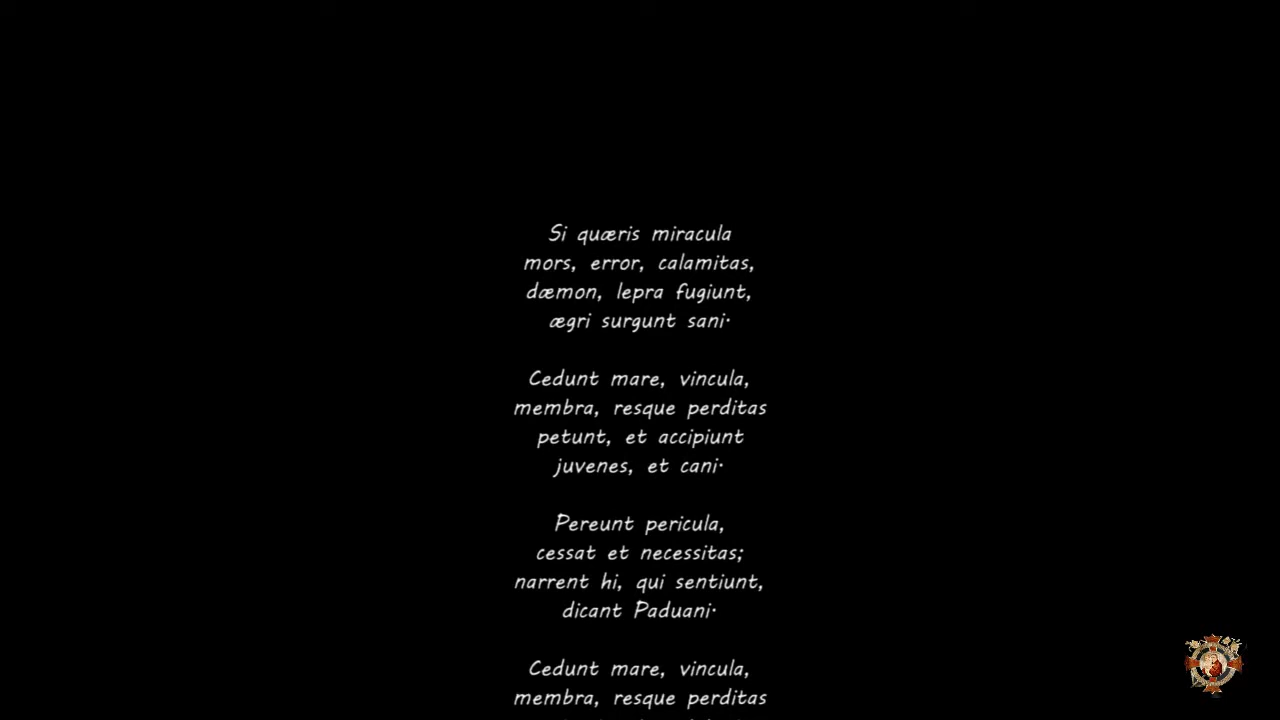 Si quæris miracula
mors, error, calamitas,
dæmon, lepra fugiunt,
ægri surgunt sani·
Cedunt mare, vincula,
membra, resque perditas
petunt, et accipiunt
juvenes, et cani·
Pereunt pericula,
cessat et necessitas;
narrent hi, qui sentiunt,
dicant Paduani·
Cedunt mare, vincula,
membra, resque perditas